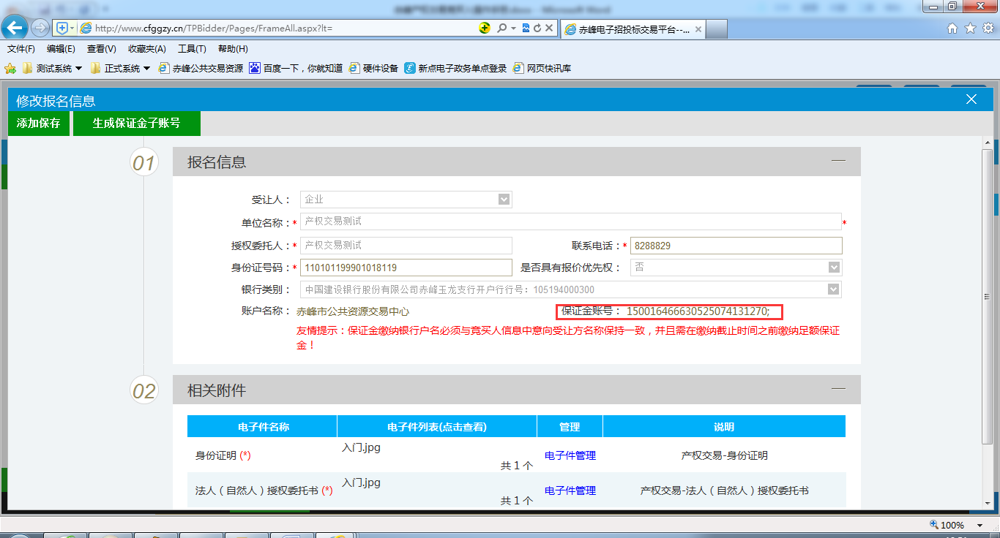 http://www.cfggzy.cn/TPBidder/Pages/FrameAll.aspx?lt=
赤峰电子招投标交易平台--...
文件(F) 编辑(E) 查看(V) 收藏夹(A) 工具(T) 帮助(H)
测试系统 正式系统 赤峰公共交易资源 百度一下，你就知道 硬件设备 新点电子政务单点登录 网页快讯库
修改报名信息
添加保存 生成保证金子账号
01 报名信息
受让人： 企业
单位名称：* 产权交易测试 *
授权委托人：* 产权交易测试 联系电话：* 8288829
身份证号码：* 110101199901018119 是否具有报价优先权： 否
银行类别： 中国建设银行股份有限公司赤峰玉龙支行开户行行号：105194000300
账户名称： 赤峰市公共资源交易中心 保证金账号： 15001646663052507413​1270;
友情提示：保证金缴纳银行户名必须与竟买人信息中意向受让方名称保持一致，并且需在缴纳截止时间之前缴纳足额保证
金！
02 相关附件
电子件名称 电子件列表(点击查看) 管理 说明
身份证明 (*) 入门.jpg 共 1 个 电子件管理 产权交易-身份证明
法人（自然人）授权委托书 (*) 入门.jpg 共 1 个 电子件管理 产权交易-法人（自然人）授权委托书
100%